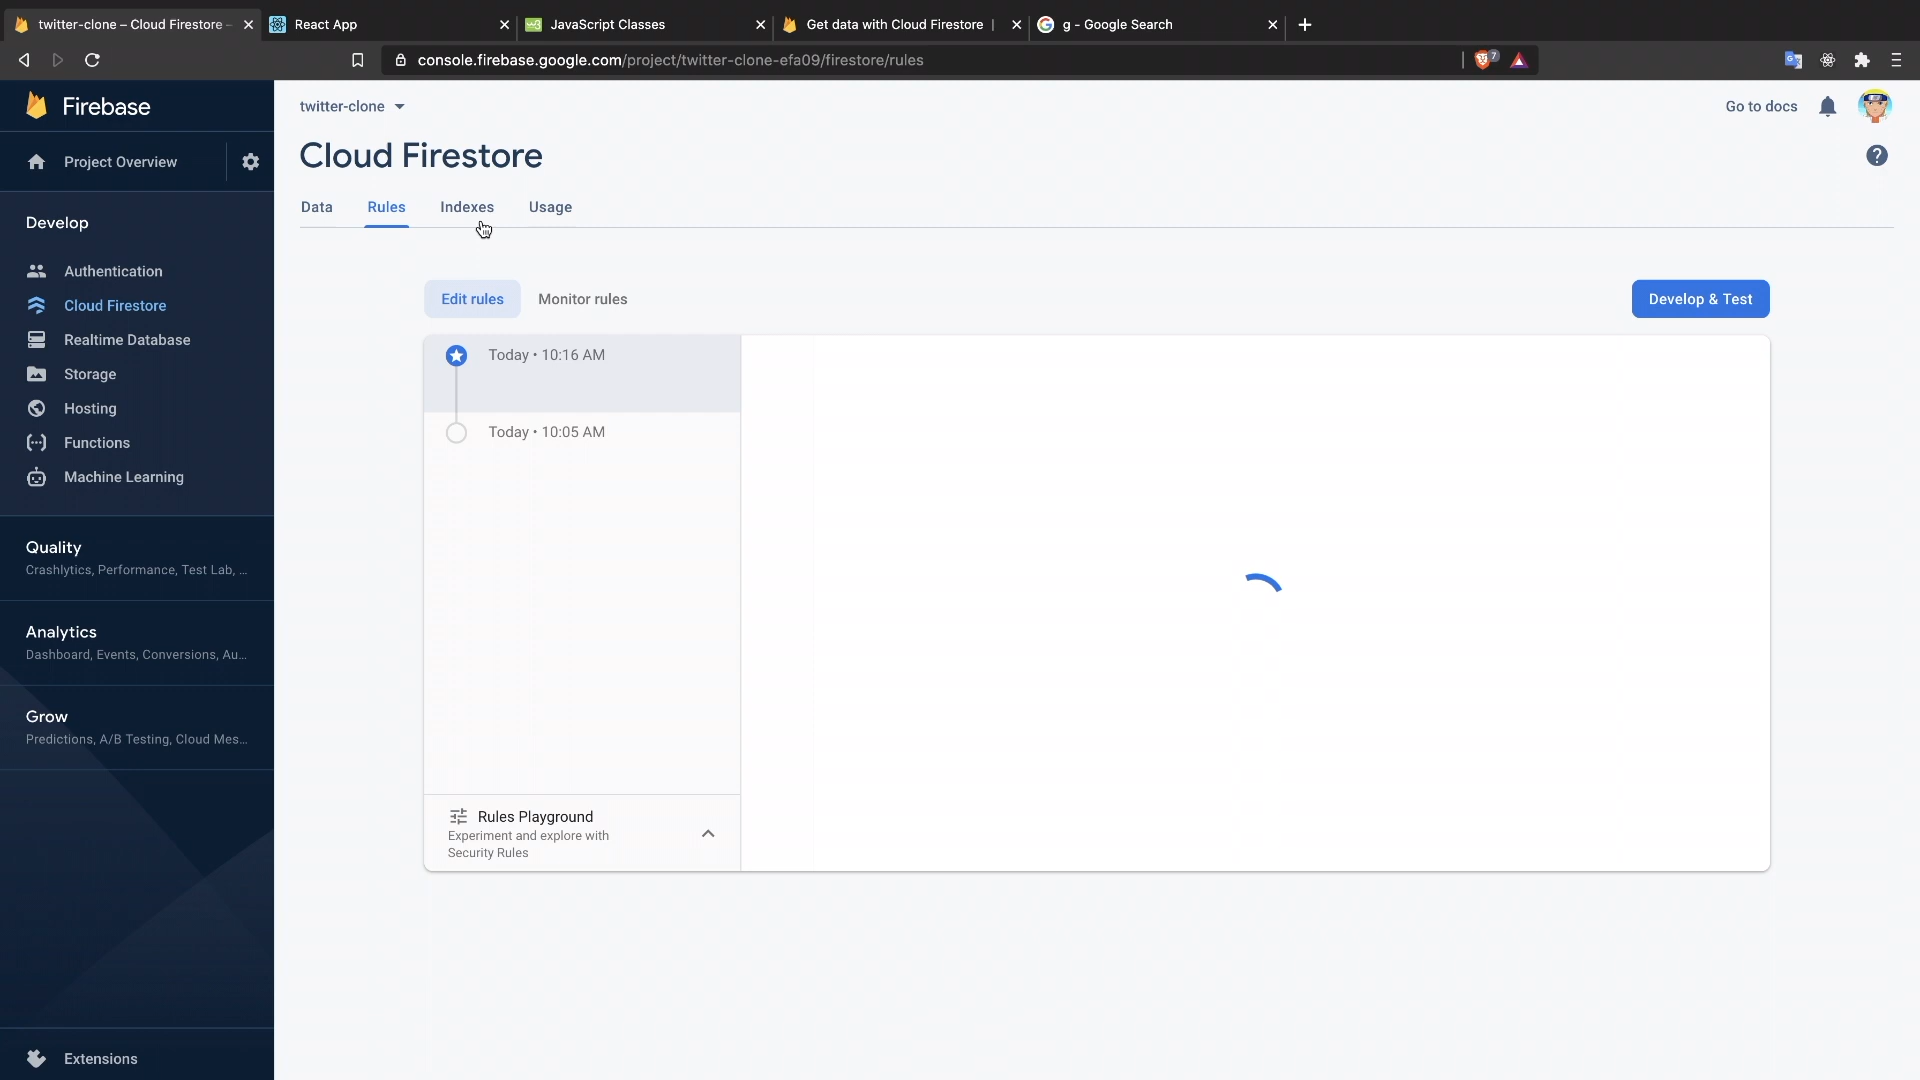 twitter-clone – Cloud Firestore –
React App
JavaScript Classes
Get data with Cloud Firestore |
g - Google Search
console.firebase.google.com/project/twitter-clone-efa09/firestore/rules
7
Firebase
twitter-clone
Go to docs
Project Overview
Cloud Firestore
Data
Rules
Indexes
Usage
Develop
Authentication
Cloud Firestore
Realtime Database
Storage
Hosting
Functions
Machine Learning
Edit rules
Monitor rules
Develop & Test
Today • 10:16 AM
Today • 10:05 AM
Quality
Crashlytics, Performance, Test Lab, ...
Analytics
Dashboard, Events, Conversions, Au...
Grow
Predictions, A/B Testing, Cloud Mes...
Rules Playground
Experiment and explore with
Security Rules
Extensions